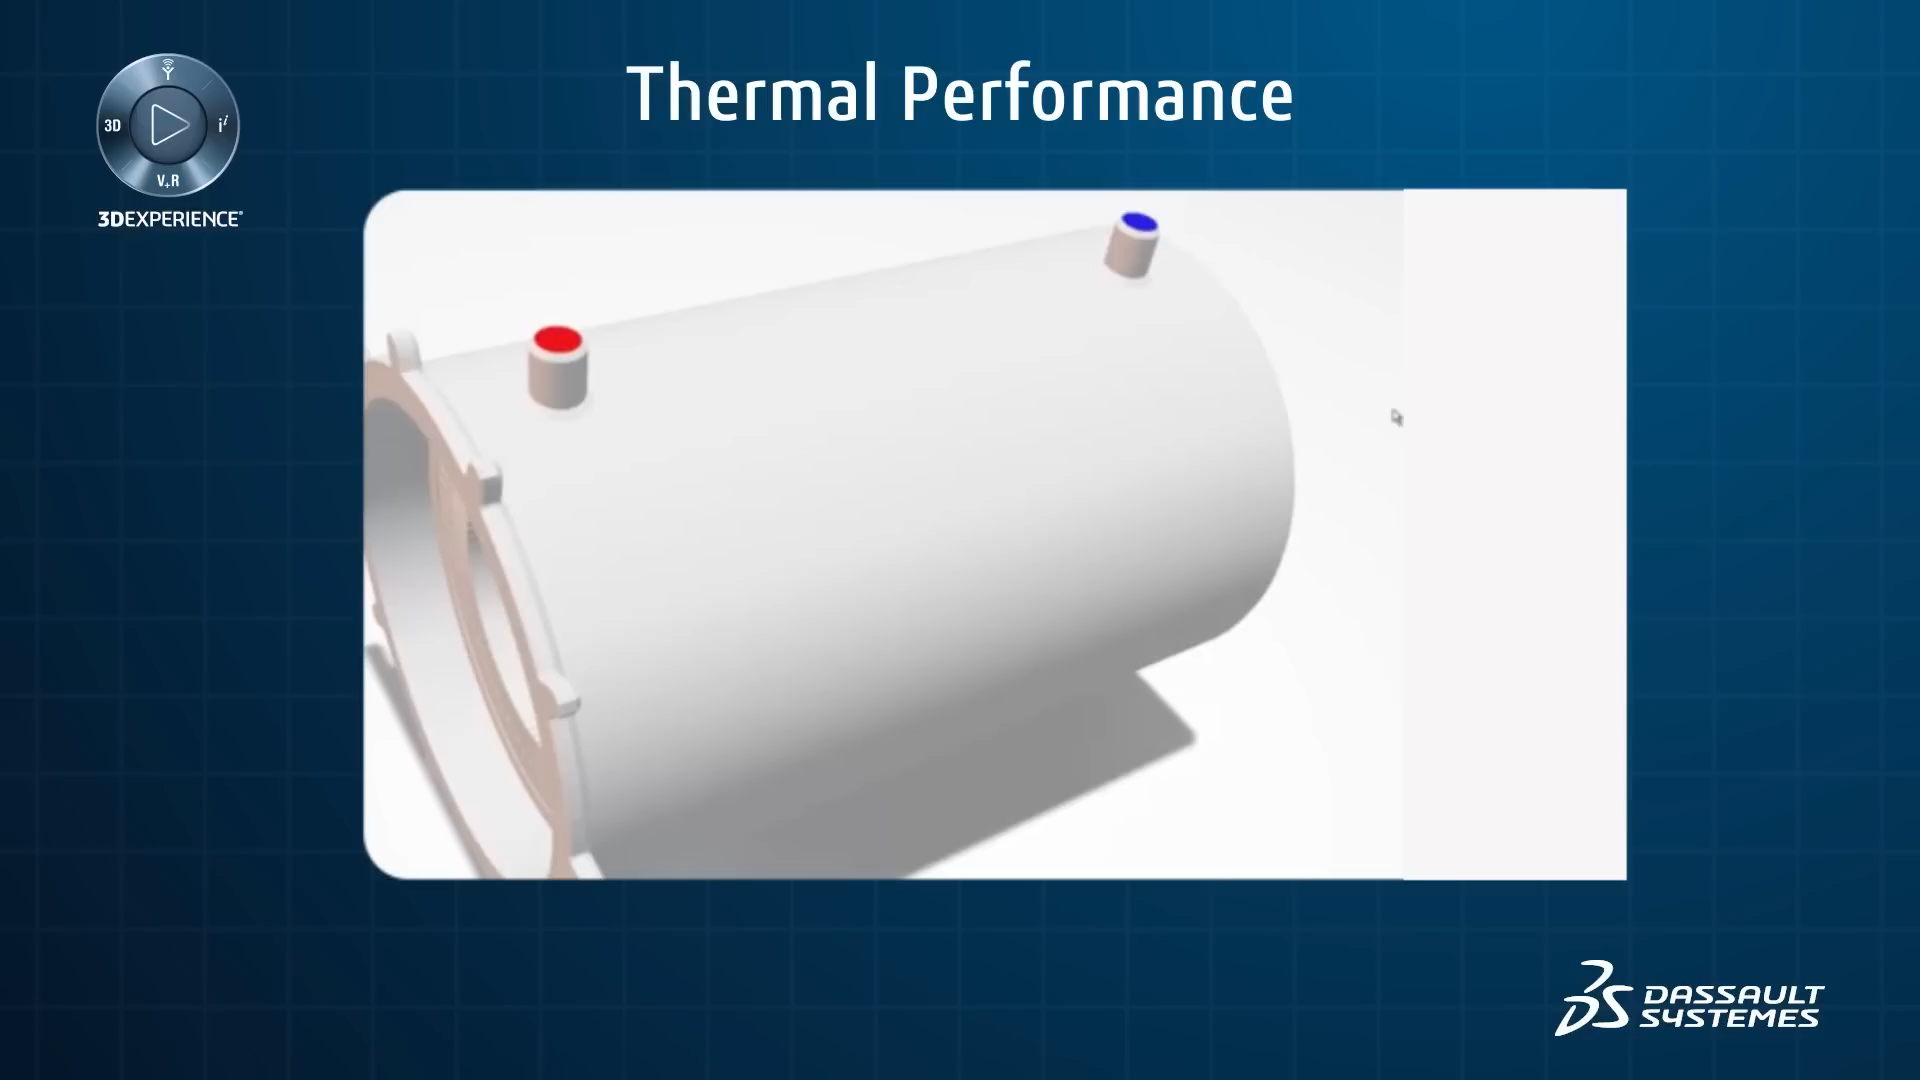 Thermal Performance
3D
i
V+R
3DEXPERIENCE®
DASSAULT
SYSTEMES